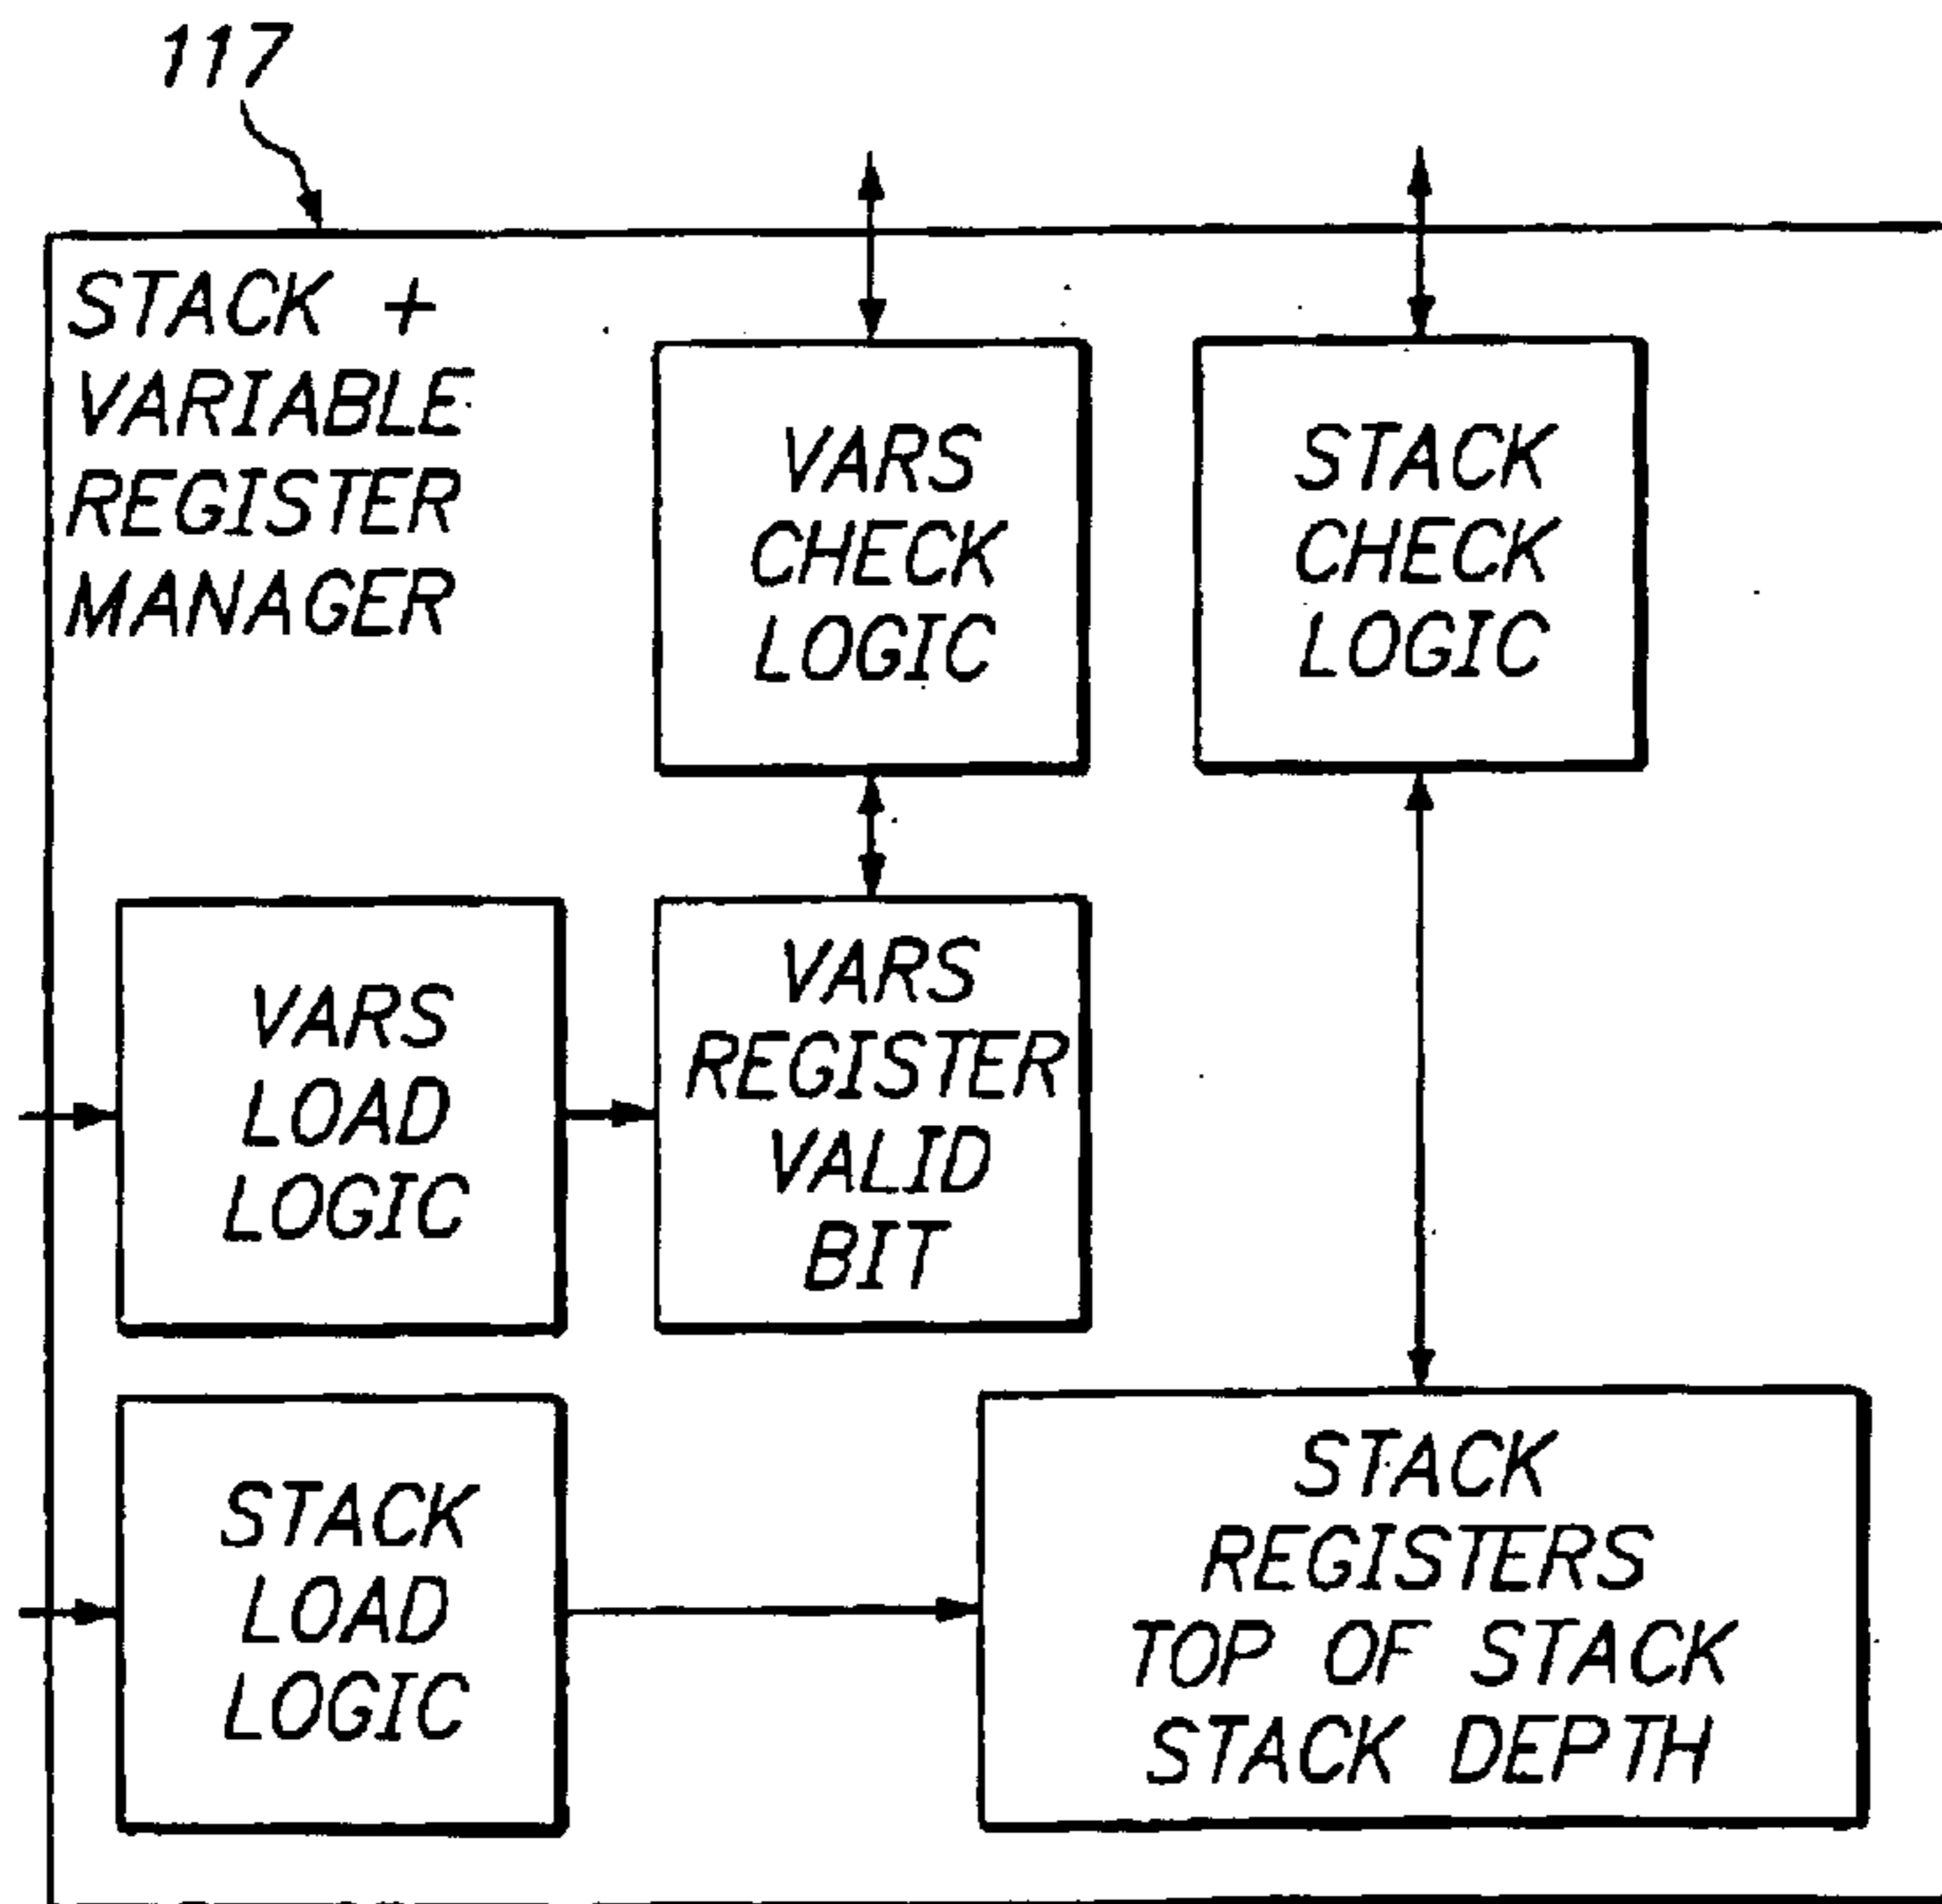 117
STACK +
VARIABLE
REGISTER
MANAGER
VARS
CHECK
LOGIC
STACK
CHECK
LOGIC
VARS
LOAD
LOGIC
VARS
REGISTER
VALID
BIT
STACK
LOAD
LOGIC
STACK
REGISTERS
TOP OF STACK
STACK DEPTH